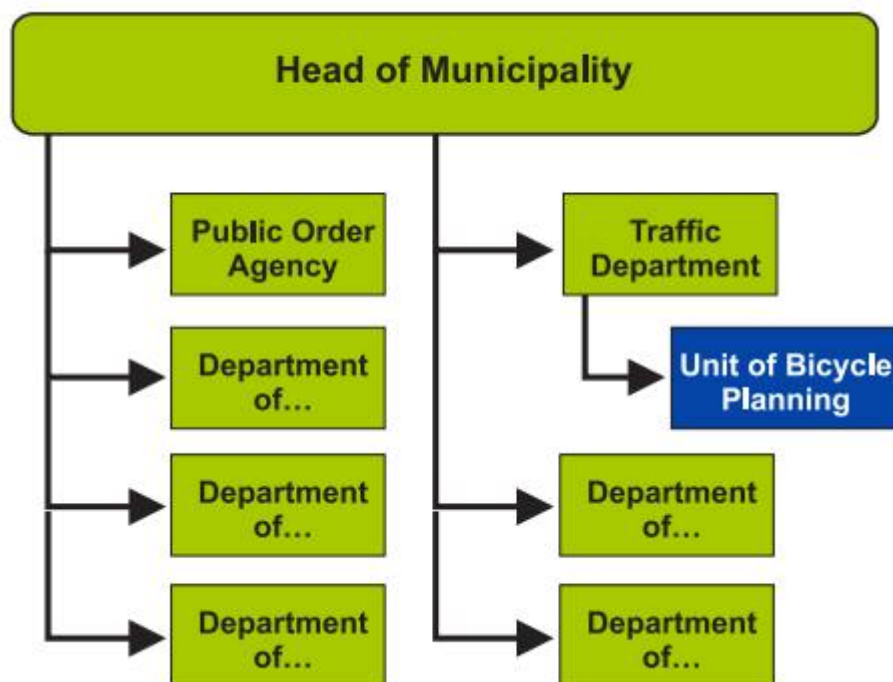 Head of Municipality
Public Order
Agency
Traffic
Department
Department
of...
Unit of Bicycle
Planning
Department
of...
Department
of...
Department
of...
Department
of...